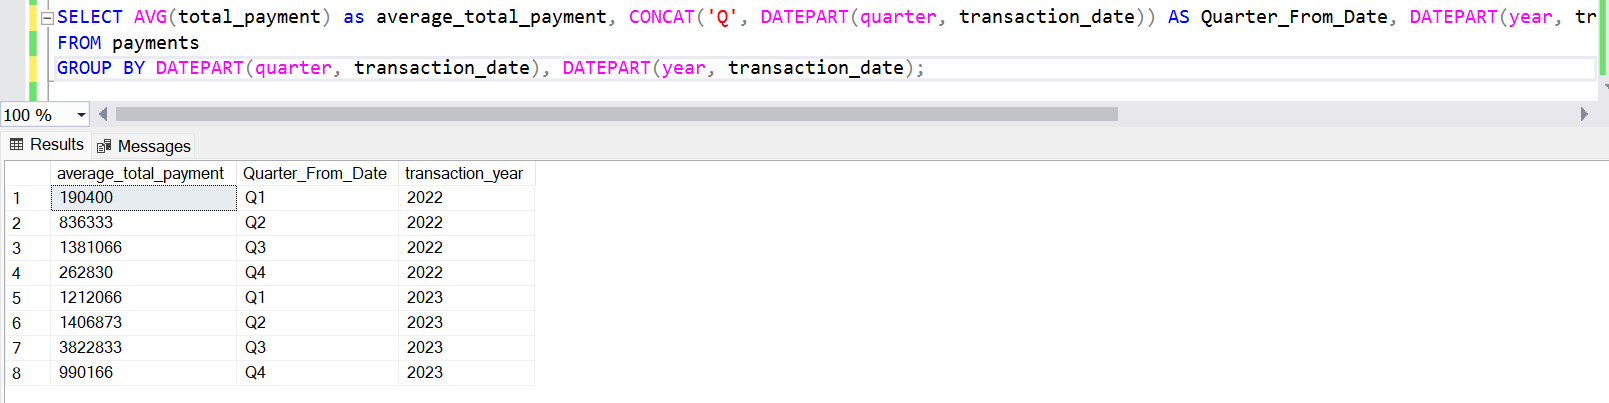 SELECT AVG(total_payment) as average_total_payment, CONCAT('Q', DATEPART(quarter, transaction_date)) AS Quarter_From_Date, DATEPART(year, tr
FROM payments
GROUP BY DATEPART(quarter, transaction_date), DATEPART(year, transaction_date);
100 %
Results Messages
average_total_payment Quarter_From_Date transaction_year
1 190400 Q1 2022
2 836333 Q2 2022
3 1381066 Q3 2022
4 262830 Q4 2022
5 1212066 Q1 2023
6 1406873 Q2 2023
7 3822833 Q3 2023
8 990166 Q4 2023